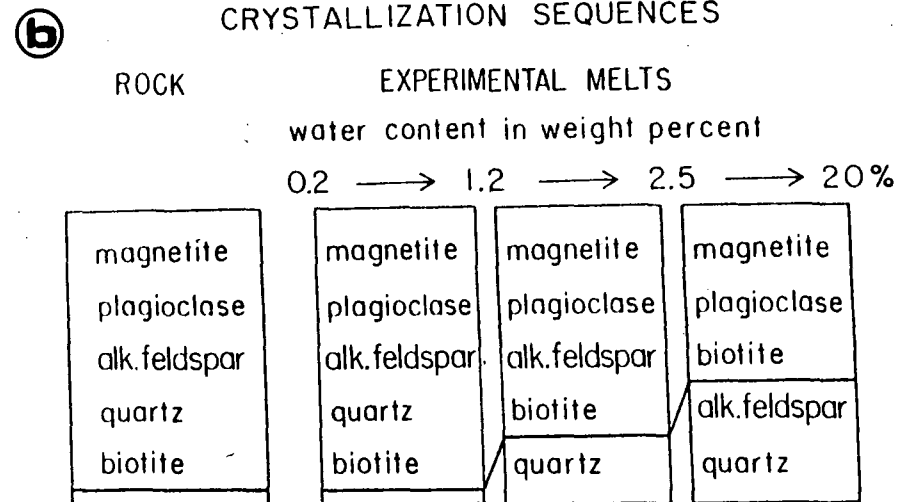 b
CRYSTALLIZATION SEQUENCES
ROCK EXPERIMENTAL MELTS
water content in weight percent
0.2 → 1.2 → 2.5 → 20%
magnetite magnetite magnetite magnetite
plagioclase plagioclase plagioclase plagioclase
alk.feldspar alk.feldspar alk.feldspar biotite
quartz quartz biotite alk.feldspar
biotite biotite quartz quartz